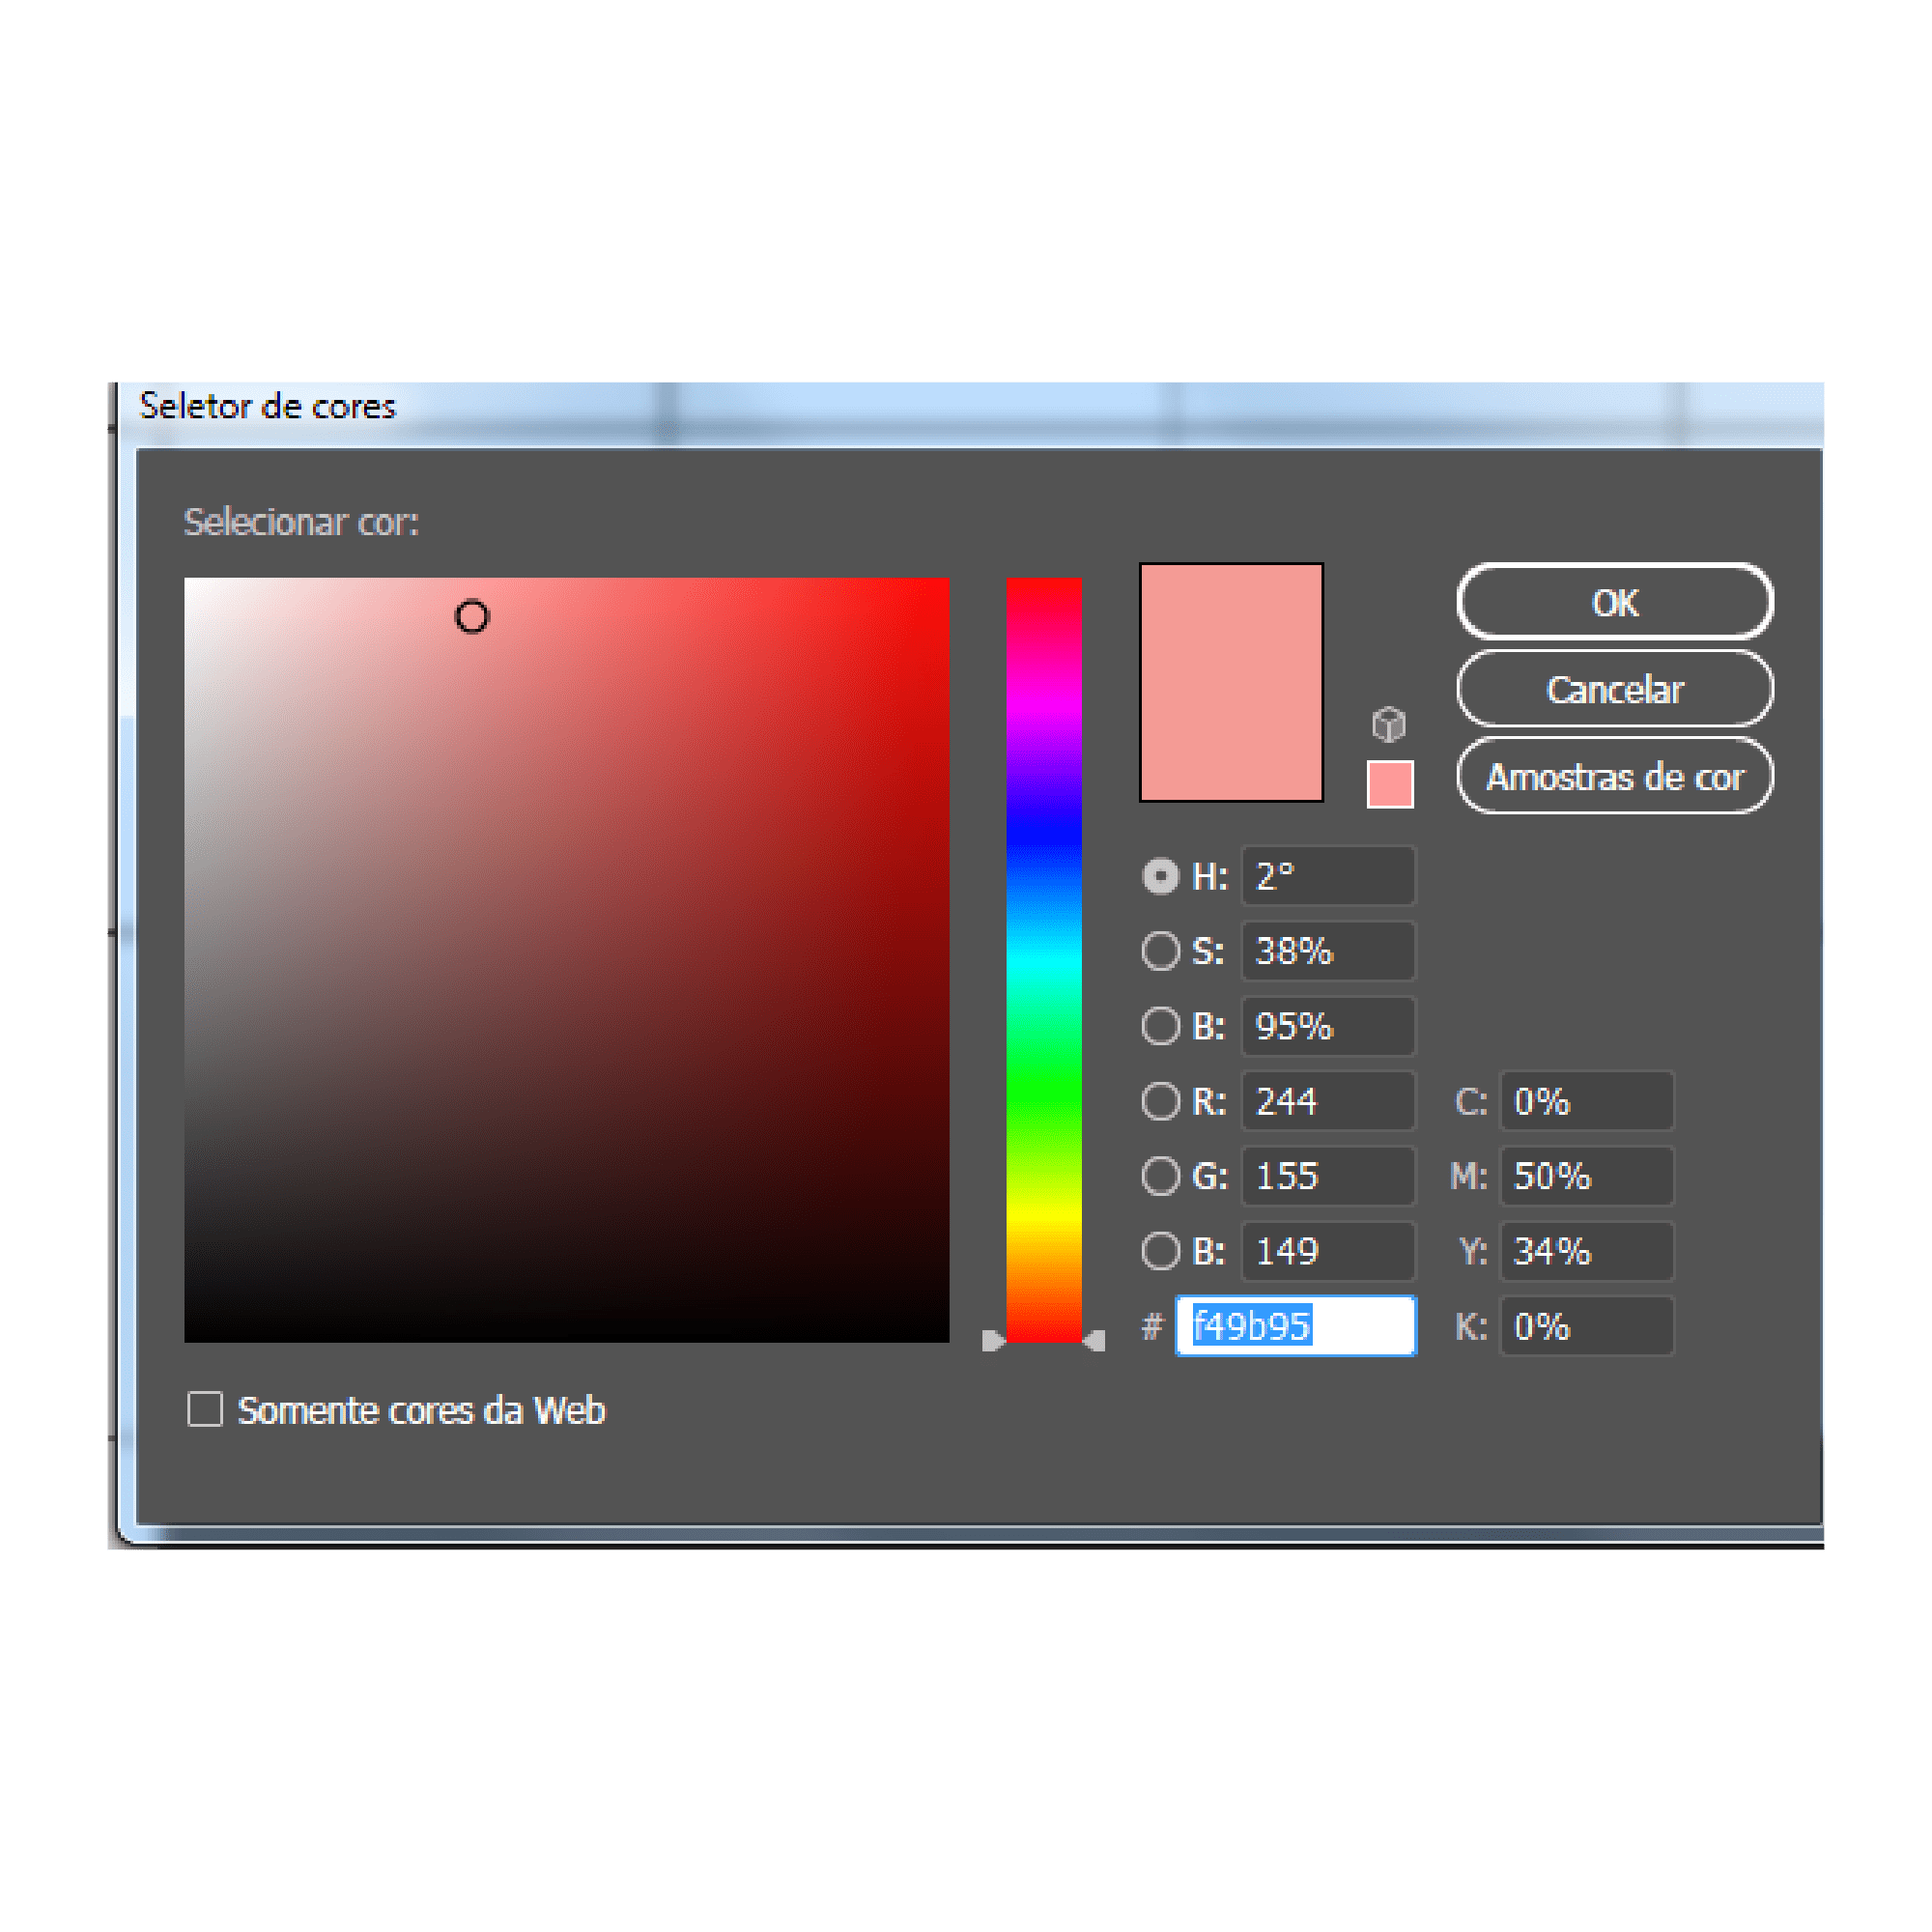 Seletor de cores
Selecionar cor:
OK
Cancelar
Amostras de cor
H: 2°
S: 38%
B: 95%
R: 244 C: 0%
G: 155 M: 50%
B: 149 Y: 34%
# f49b95 K: 0%
Somente cores da Web